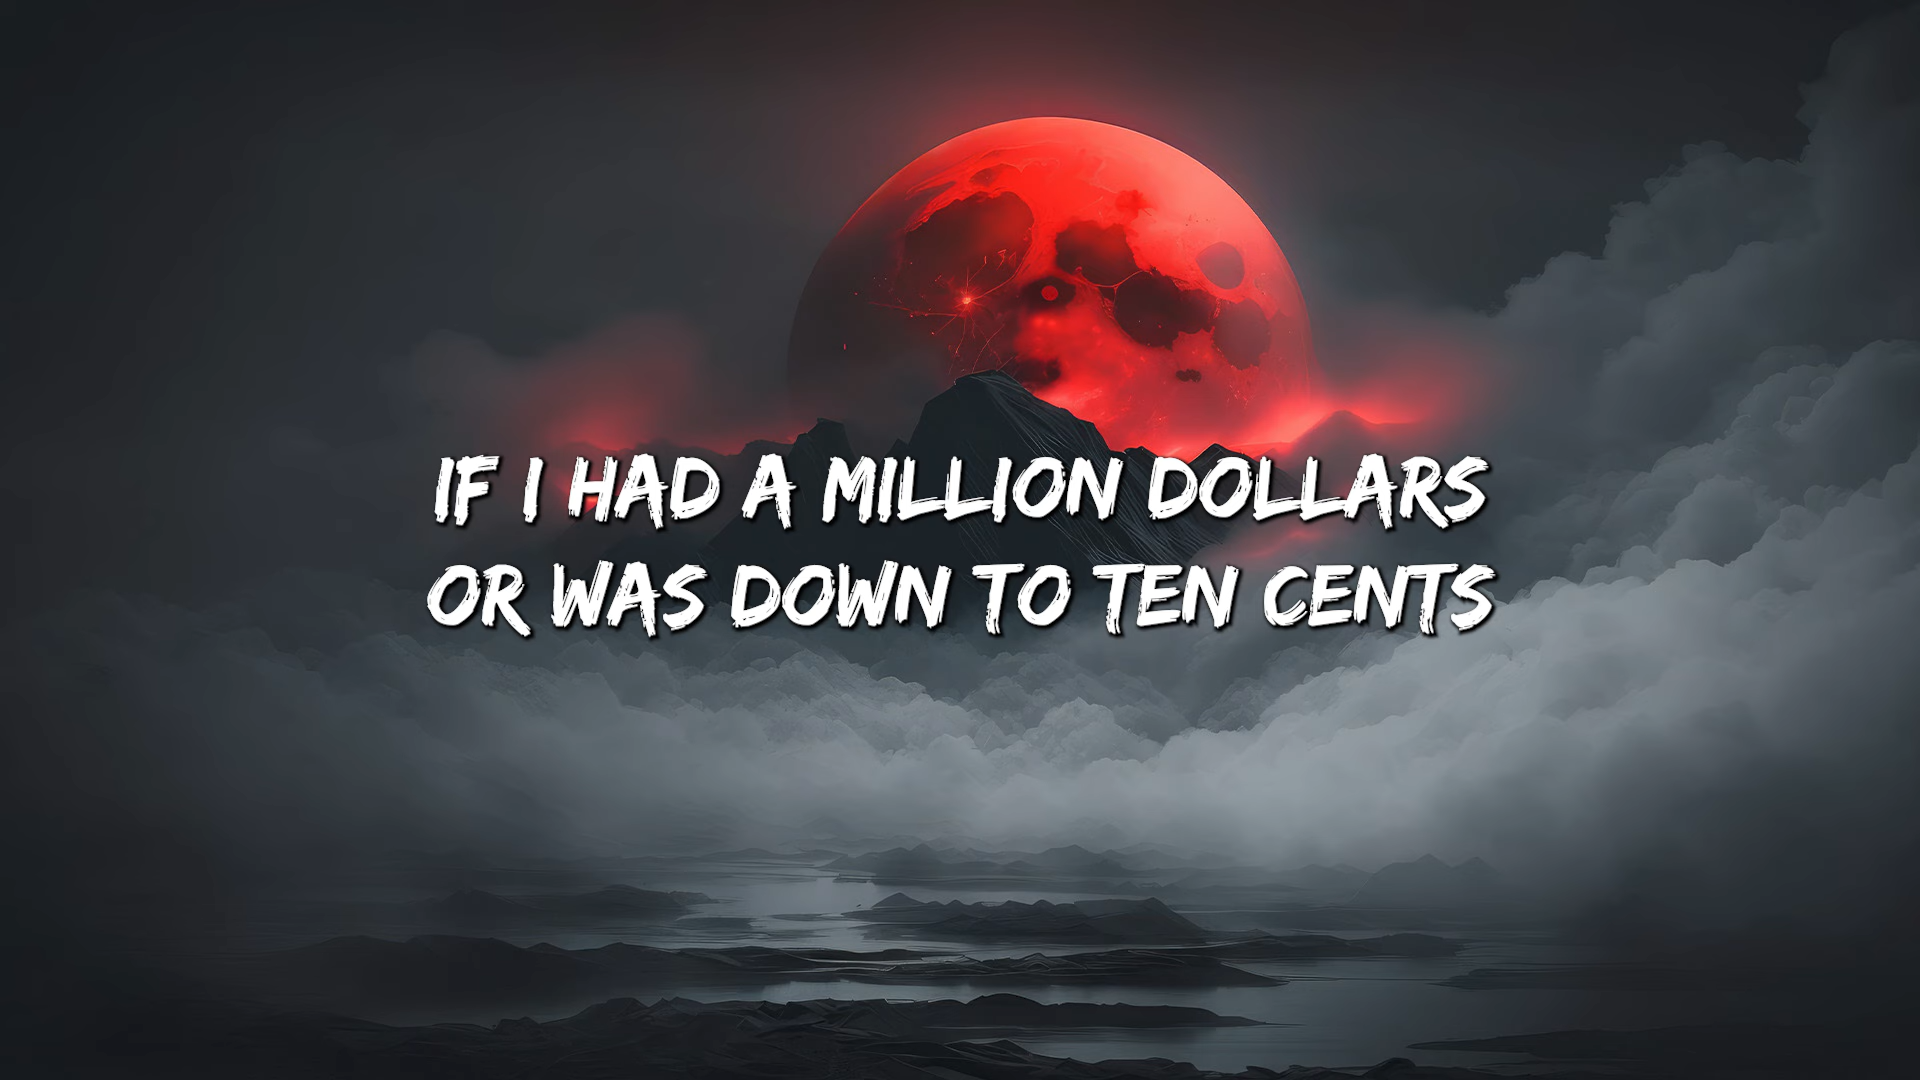 IF I HAD A MILLION DOLLARS
OR WAS DOWN TO TEN CENTS